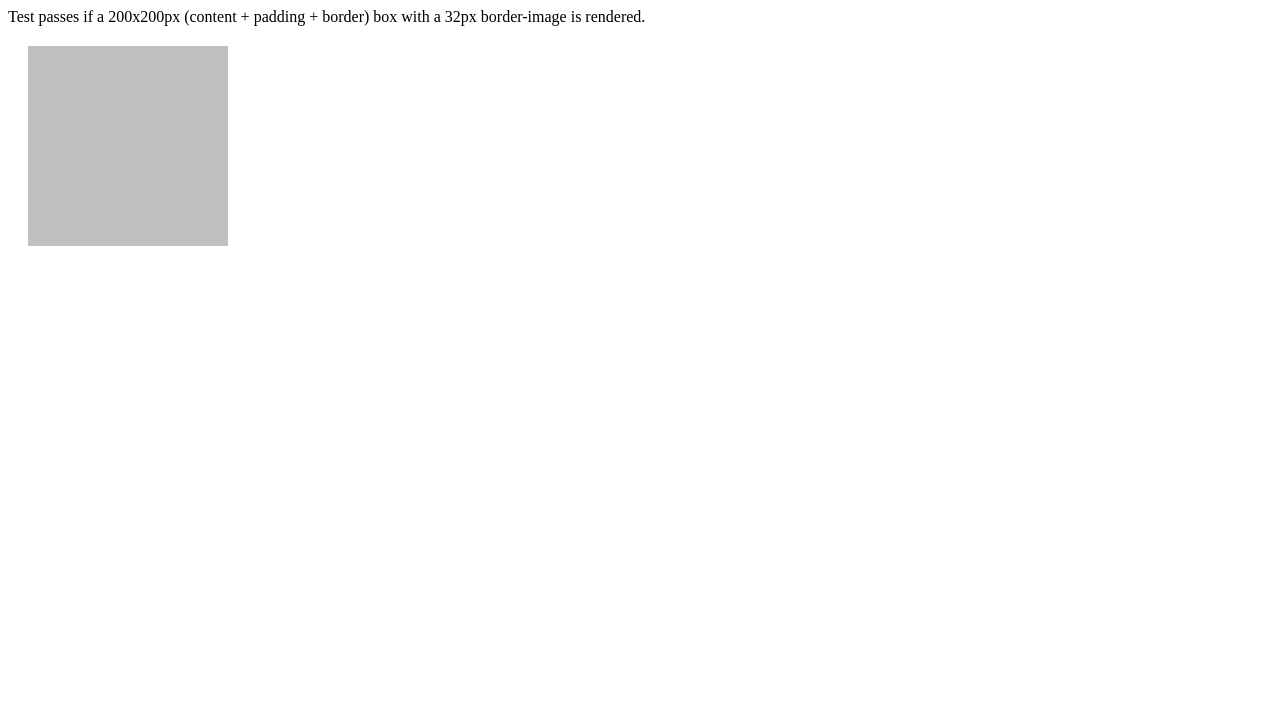 Test passes if a 200x200px (content + padding + border) box with a 32px border-image is rendered.